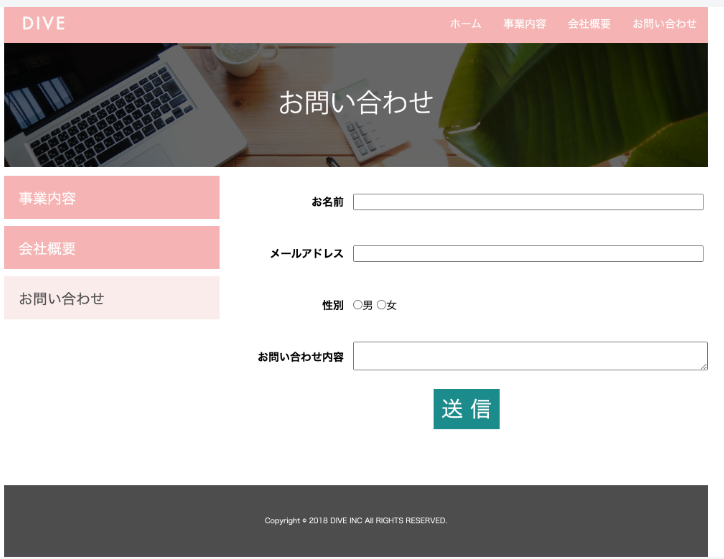 DIVE
ホーム 事業内容 会社概要 お問い合わせ
お問い合わせ
事業内容
会社概要
お問い合わせ
お名前
メールアドレス
性別 男 女
お問い合わせ内容
送 信
Copyright © 2018 DIVE INC All RIGHTS RESERVED.